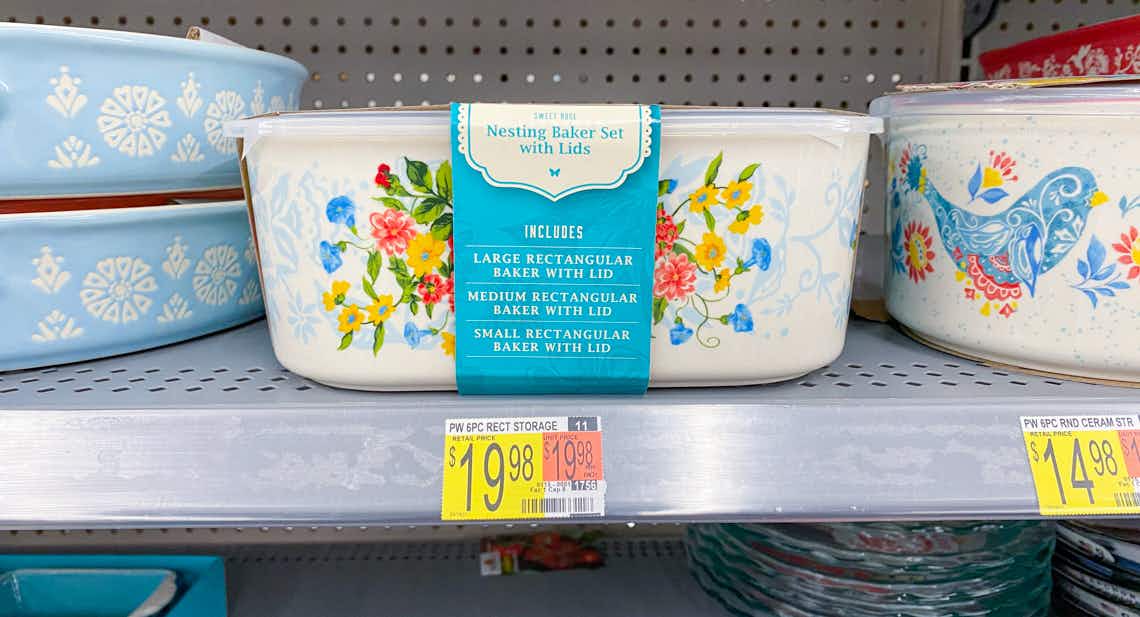 SWEET ROSE
Nesting Baker Set
with Lids
INCLUDES
LARGE RECTANGULAR
BAKER WITH LID
MEDIUM RECTANGULAR
BAKER WITH LID
SMALL RECTANGULAR
BAKER WITH LID
PW 6PC RECT STORAGE 11
RETAIL PRICE UNIT PRICE
$19.98 $19.98
1756
PW 6PC RND CERAM STR
RETAIL PRICE
$14.98